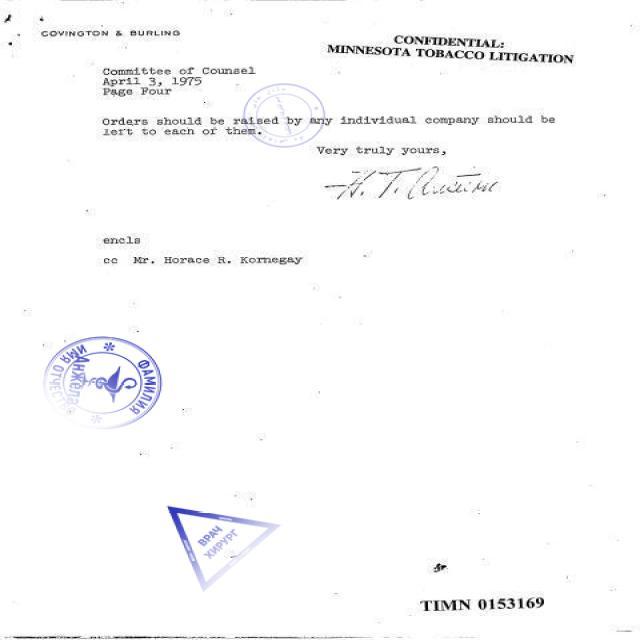 COVINGTON & BURLING
CONFIDENTIAL:
MINNESOTA TOBACCO LITIGATION
Committee of Counsel
April 3, 1975
Page Four
Orders should be raised by any individual company should be
left to each of them.
Very truly yours,
H. T. Austern
encls
cc Mr. Horace R. Kornegay
ФАМИЛИЯ * ИМЯ ОТЧЕСТВО *
Анжела
ВРАЧ
ХИРУРГ
TIMN 0153169